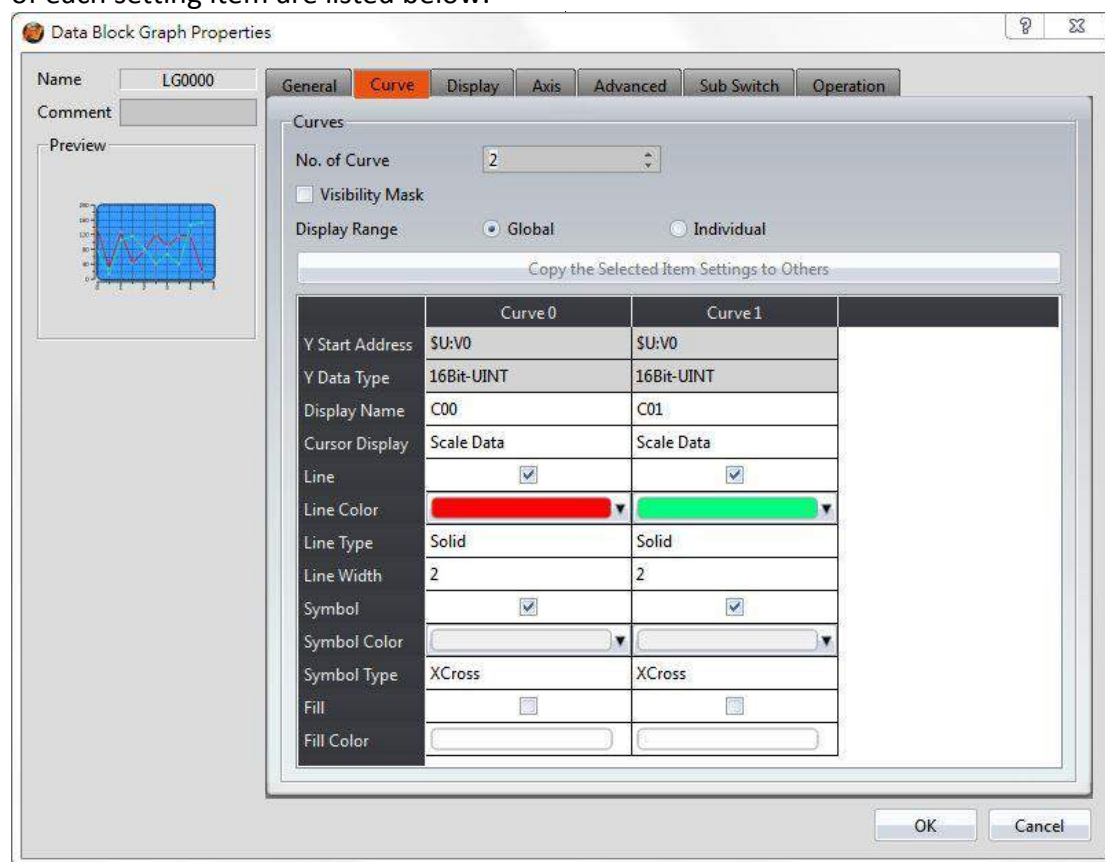 of each setting item are listed below.
Data Block Graph Properties
Name LG0000
Comment
Preview
General Curve Display Axis Advanced Sub Switch Operation
Curves
No. of Curve 2
Visibility Mask
Display Range Global Individual
Copy the Selected Item Settings to Others
Curve 0 Curve 1
Y Start Address $U:V0 $U:V0
Y Data Type 16Bit-UINT 16Bit-UINT
Display Name C00 C01
Cursor Display Scale Data Scale Data
Line
Line Color
Line Type Solid Solid
Line Width 2 2
Symbol
Symbol Color
Symbol Type XCross XCross
Fill
Fill Color
OK Cancel